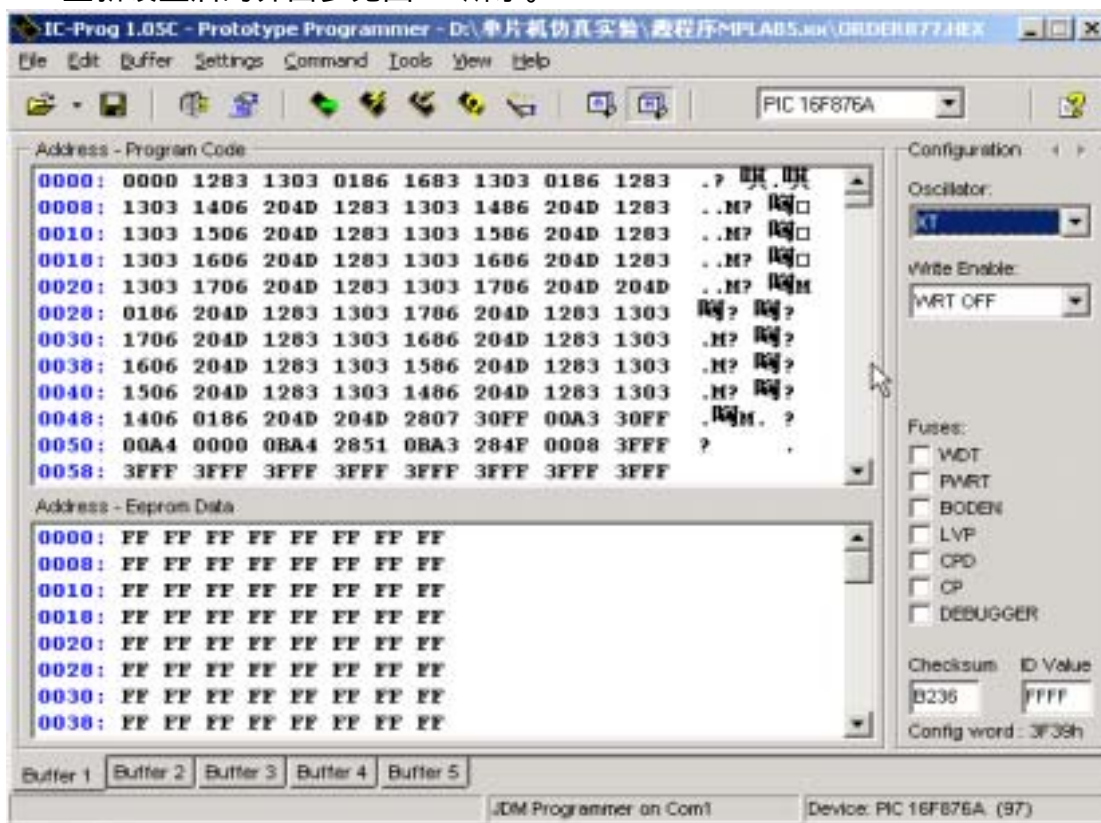 IC-Prog 1.05C - Prototype Programmer - D:\单片机仿真实验\
File Edit Buffer Settings Command Tools View Help
PIC 16F876A
Address - Program Code
0000: 0000 1283 1303 0186 1683 1303 0186 1283
0008: 1303 1406 204D 1283 1303 1486 204D 1283
0010: 1303 1506 204D 1283 1303 1586 204D 1283
0018: 1303 1606 204D 1283 1303 1686 204D 1283
0020: 1303 1706 204D 1283 1303 1786 204D 204D
0028: 0186 204D 1283 1303 1786 204D 1283 1303
0030: 1706 204D 1283 1303 1686 204D 1283 1303
0038: 1606 204D 1283 1303 1586 204D 1283 1303
0040: 1506 204D 1283 1303 1486 204D 1283 1303
0048: 1406 0186 204D 204D 2807 30FF 00A3 30FF
0050: 00A4 0000 0BA4 2851 0BA3 284F 0008 3FFF
0058: 3FFF 3FFF 3FFF 3FFF 3FFF 3FFF 3FFF 3FFF
Address - Eeprom Data
0000: FF FF FF FF FF FF FF FF
0008: FF FF FF FF FF FF FF FF
0010: FF FF FF FF FF FF FF FF
0018: FF FF FF FF FF FF FF FF
0020: FF FF FF FF FF FF FF FF
0028: FF FF FF FF FF FF FF FF
0030: FF FF FF FF FF FF FF FF
0038: FF FF FF FF FF FF FF FF
Configuration
Oscillator:
XT
Write Enable:
WRT OFF
Fuses:
WDT
PWRT
BODEN
LVP
CPD
CP
DEBUGGER
Checksum ID Value
B236 FFFF
Config word : 3F39h
Buffer 1 Buffer 2 Buffer 3 Buffer 4 Buffer 5
JDM Programmer on Com1 Device: PIC 16F876A (97)